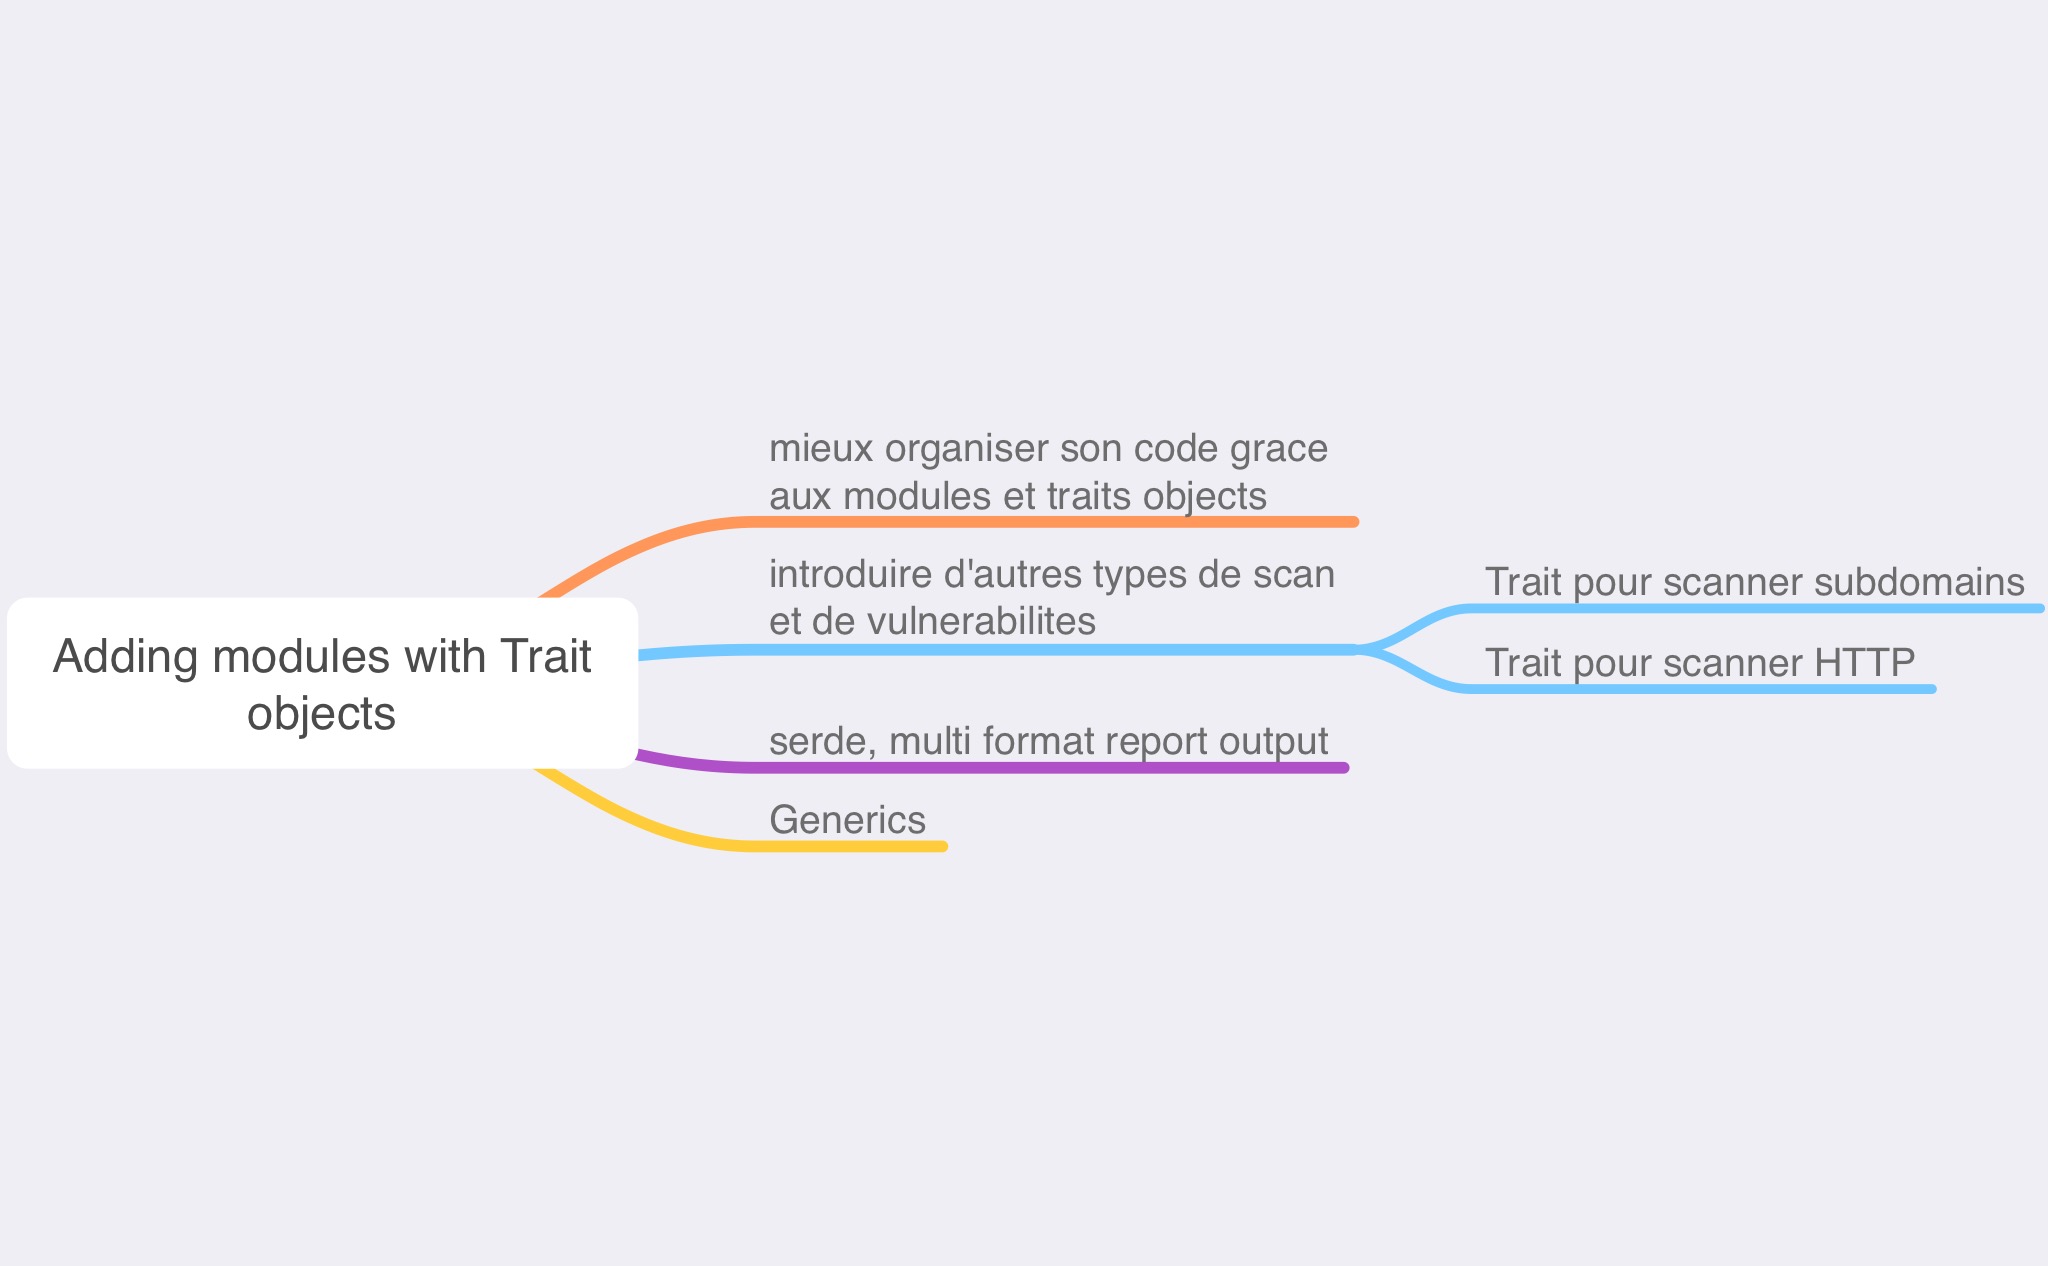 Adding modules with Trait
objects
mieux organiser son code grace
aux modules et traits objects
introduire d'autres types de scan
et de vulnerabilites
Trait pour scanner subdomains
Trait pour scanner HTTP
serde, multi format report output
Generics